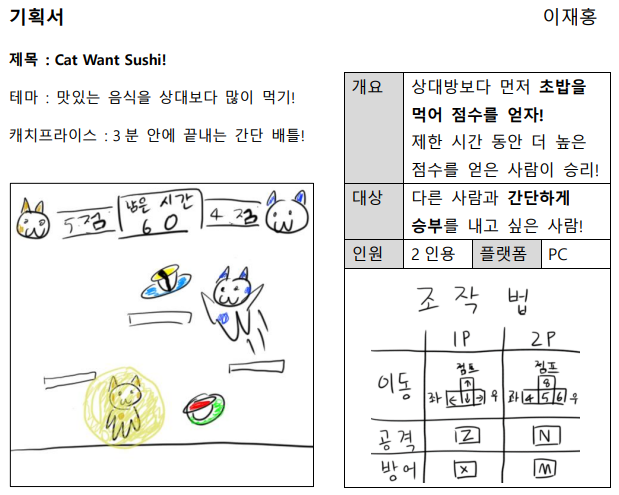 기획서
이재홍
제목 : Cat Want Sushi!
테마 : 맛있는 음식을 상대보다 많이 먹기!
캐치프라이스 : 3분 안에 끝내는 간단 배틀!
5점
남은 시간
60
4점
개요
상대방보다 먼저 초밥을
먹어 점수를 얻자!
제한 시간 동안 더 높은
점수를 얻은 사람이 승리!
대상
다른 사람과 간단하게
승부를 내고 싶은 사람!
인원 2인용 플랫폼 PC
조작법
1P 2P
이동
점프
↑
좌 ← ↓ → 우
점프
8
좌 4 5 6 우
공격 Z N
방어 X M